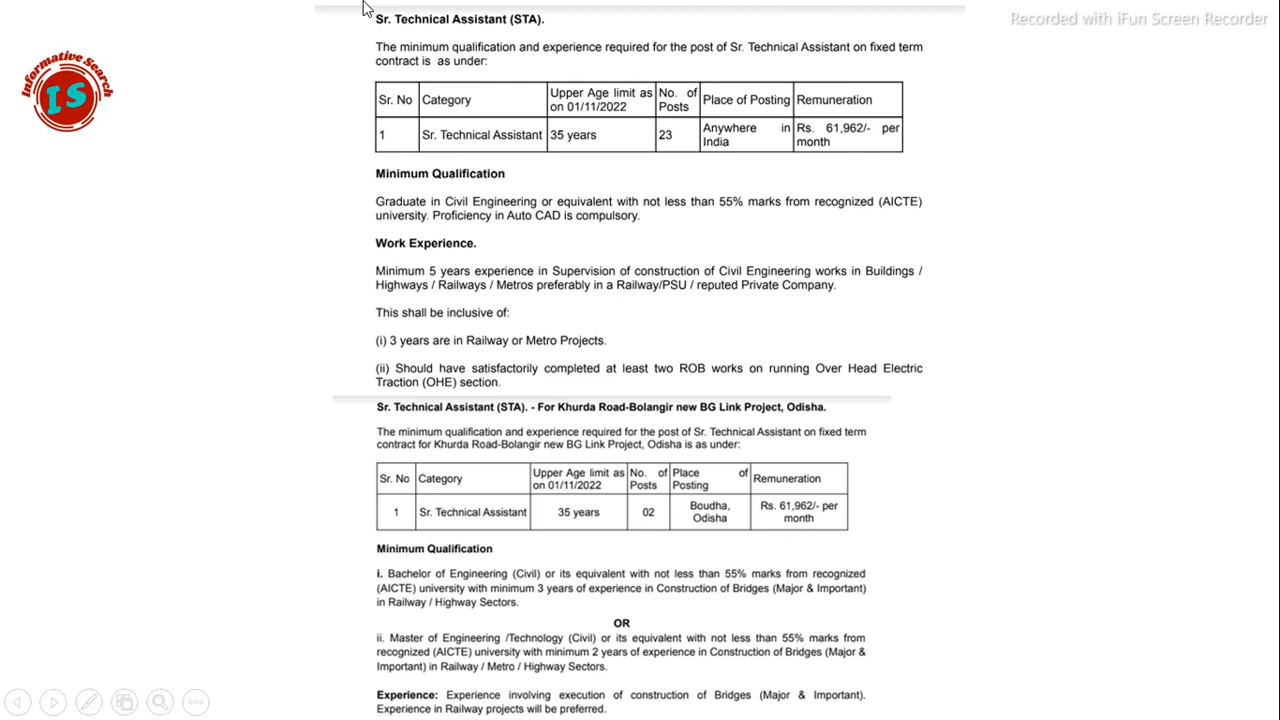 Recorded with iFun Screen Recorder
Informative Search
IS
Sr. Technical Assistant (STA).
The minimum qualification and experience required for the post of Sr. Technical Assistant on fixed term
contract is as under:
Sr. No Category Upper Age limit as on 01/11/2022 No. of Posts Place of Posting Remuneration
1 Sr. Technical Assistant 35 years 23 Anywhere in India Rs. 61,962/- per month
Minimum Qualification
Graduate in Civil Engineering or equivalent with not less than 55% marks from recognized (AICTE)
university. Proficiency in Auto CAD is compulsory.
Work Experience.
Minimum 5 years experience in Supervision of construction of Civil Engineering works in Buildings /
Highways / Railways / Metros preferably in a Railway/PSU / reputed Private Company.
This shall be inclusive of:
(i) 3 years are in Railway or Metro Projects.
(ii) Should have satisfactorily completed at least two ROB works on running Over Head Electric
Traction (OHE) section.
Sr. Technical Assistant (STA). - For Khurda Road-Bolangir new BG Link Project, Odisha.
The minimum qualification and experience required for the post of Sr. Technical Assistant on fixed term
contract for Khurda Road-Bolangir new BG Link Project, Odisha is as under:
Sr. No Category Upper Age limit as on 01/11/2022 No. of Posts Place of Posting Remuneration
1 Sr. Technical Assistant 35 years 02 Boudha, Odisha Rs. 61,962/- per month
Minimum Qualification
i. Bachelor of Engineering (Civil) or its equivalent with not less than 55% marks from recognized
(AICTE) university with minimum 3 years of experience in Construction of Bridges (Major & Important)
in Railway / Highway Sectors.
OR
ii. Master of Engineering /Technology (Civil) or its equivalent with not less than 55% marks from
recognized (AICTE) university with minimum 2 years of experience in Construction of Bridges (Major &
Important) in Railway / Metro / Highway Sectors.
Experience: Experience involving execution of construction of Bridges (Major & Important).
Experience in Railway projects will be preferred.